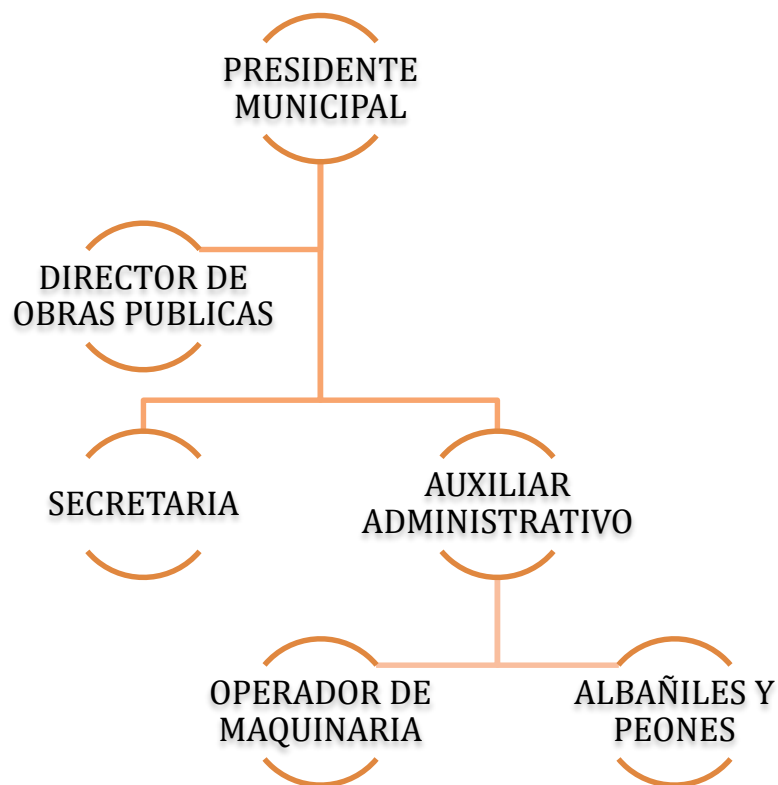 PRESIDENTE
MUNICIPAL
DIRECTOR DE
OBRAS PUBLICAS
SECRETARIA
AUXILIAR
ADMINISTRATIVO
OPERADOR DE
MAQUINARIA
ALBAÑILES Y
PEONES